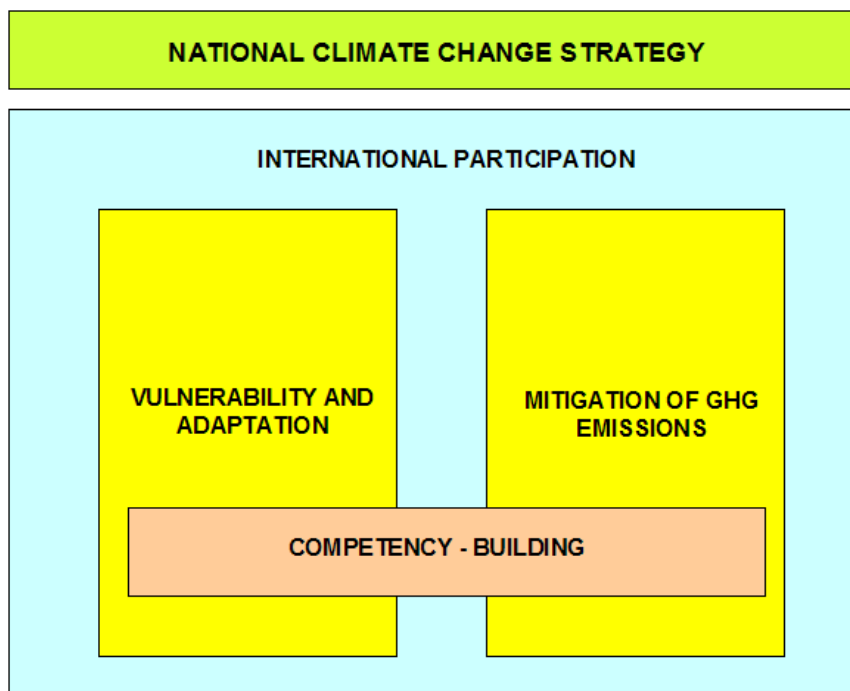 NATIONAL CLIMATE CHANGE STRATEGY
INTERNATIONAL PARTICIPATION
VULNERABILITY AND
ADAPTATION
MITIGATION OF GHG
EMISSIONS
COMPETENCY - BUILDING